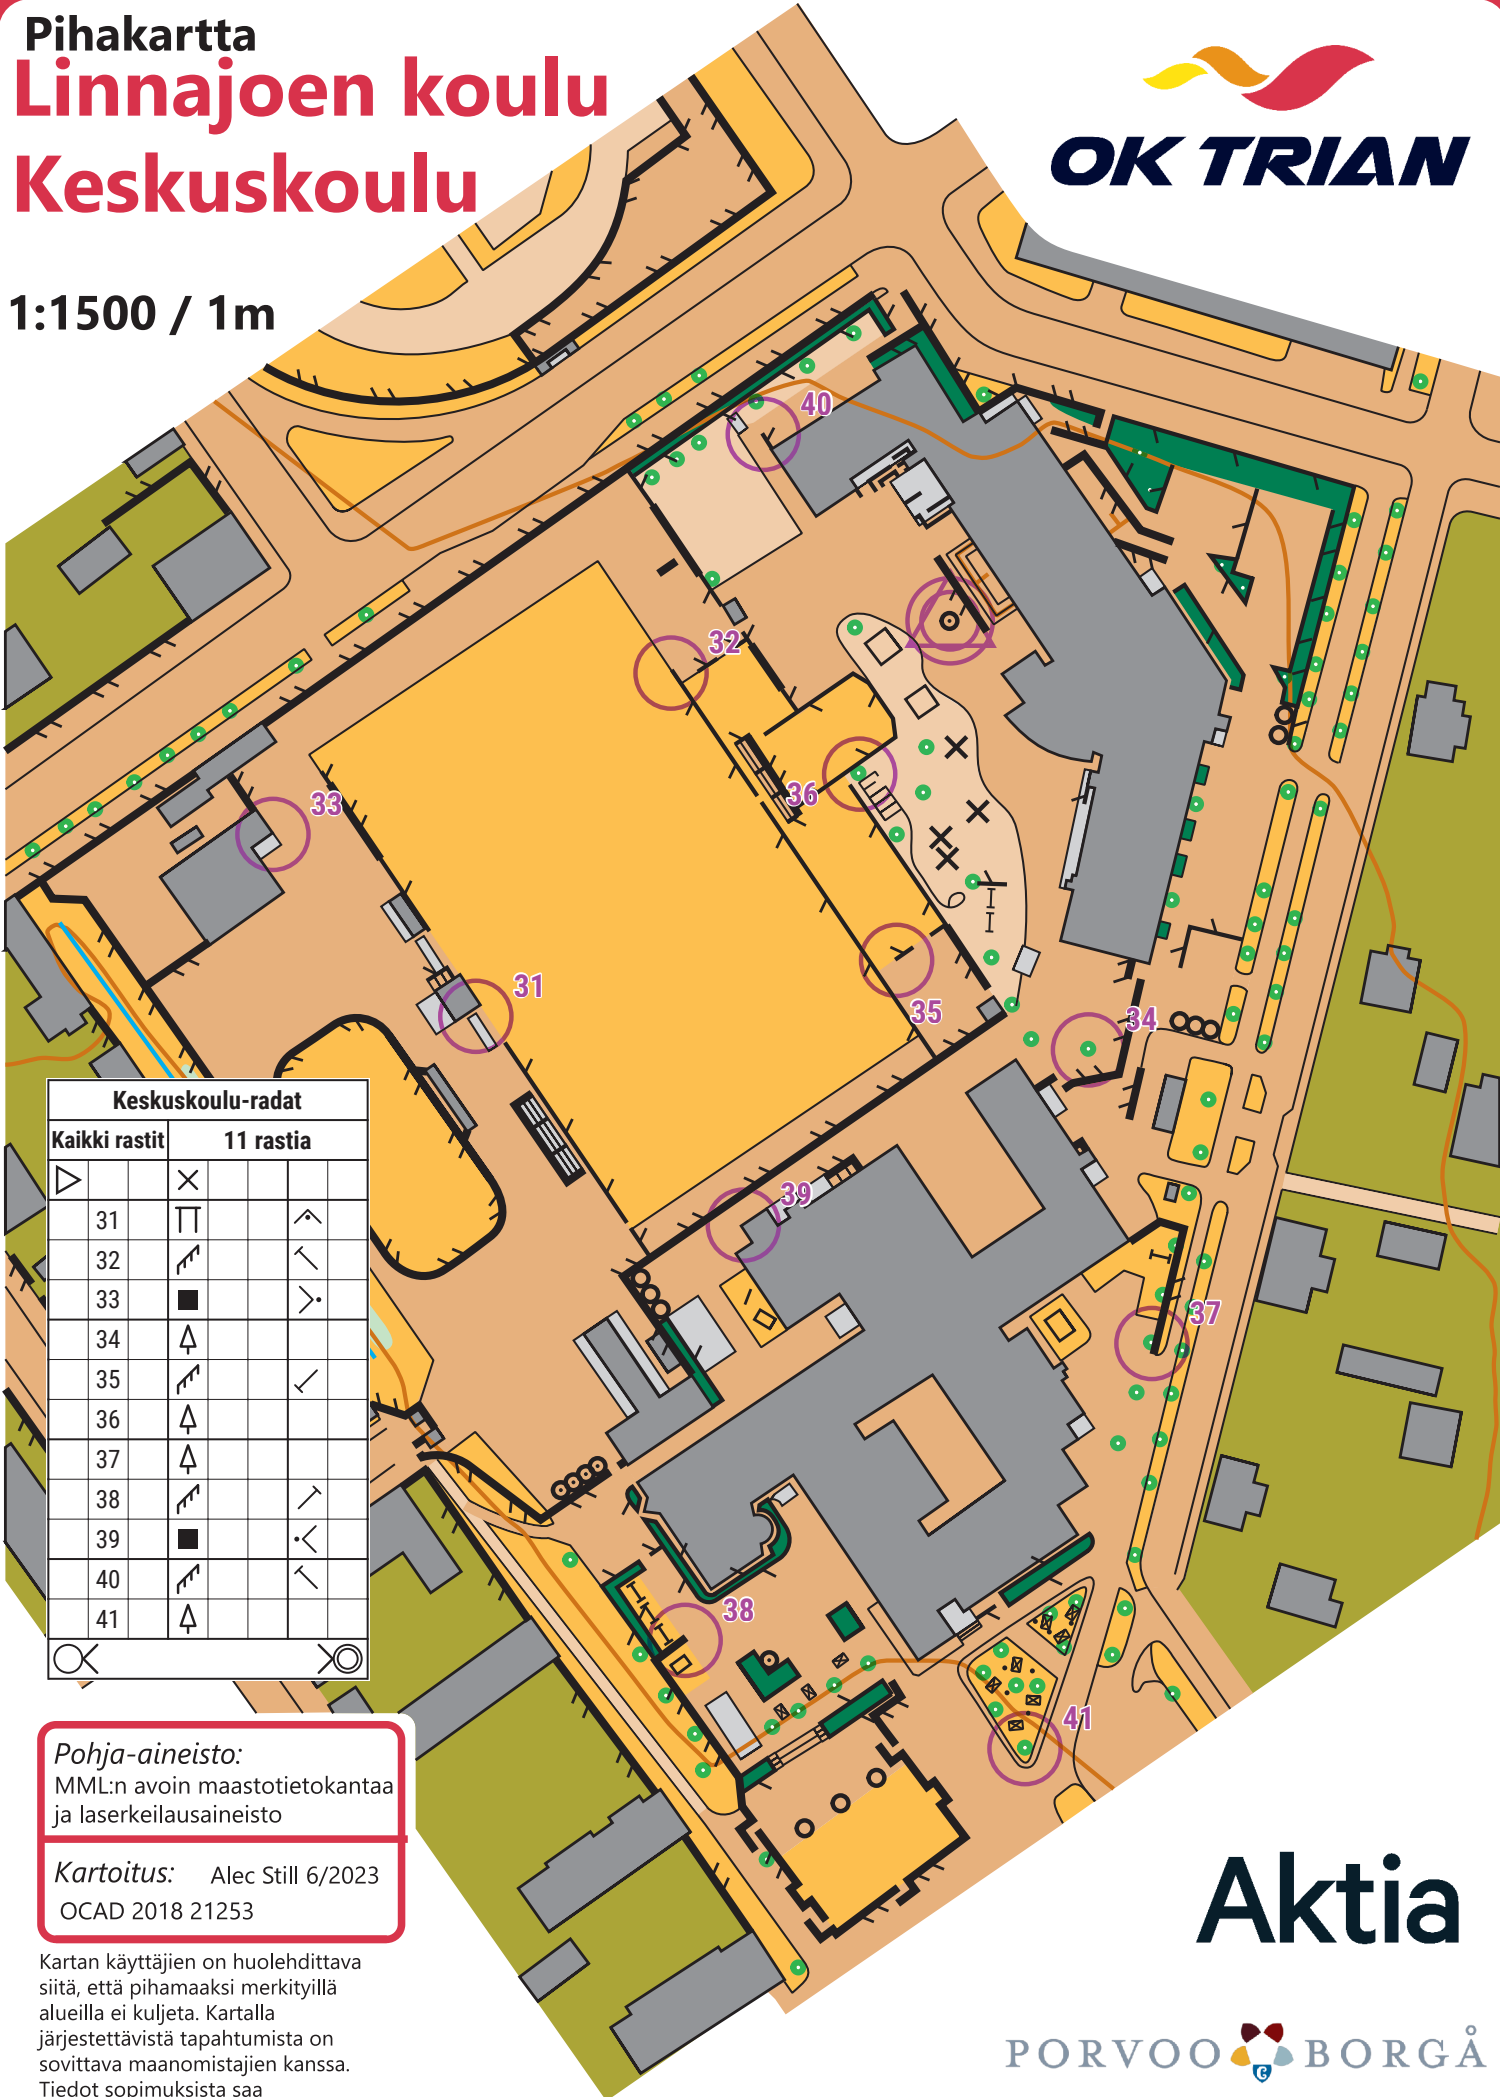 Pihakartta
Linnajoen koulu
Keskuskoulu
1:1500 / 1m
OK TRIAN
40
32
33
36
31
35
34
39
37
38
41
Keskuskoulu-radat
Kaikki rastit 11 rastia
31
32
33
34
35
36
37
38
39
40
41
Pohja-aineisto:
MML:n avoin maastotietokantaa
ja laserkeilausaineisto
Kartoitus: Alec Still 6/2023
OCAD 2018 21253
Kartan käyttäjien on huolehdittava
siitä, että pihamaaksi merkityillä
alueilla ei kuljeta. Kartalla
järjestettävistä tapahtumista on
sovittava maanomistajien kanssa.
Tiedot sopimuksista saa
Aktia
PORVOO BORGÅ